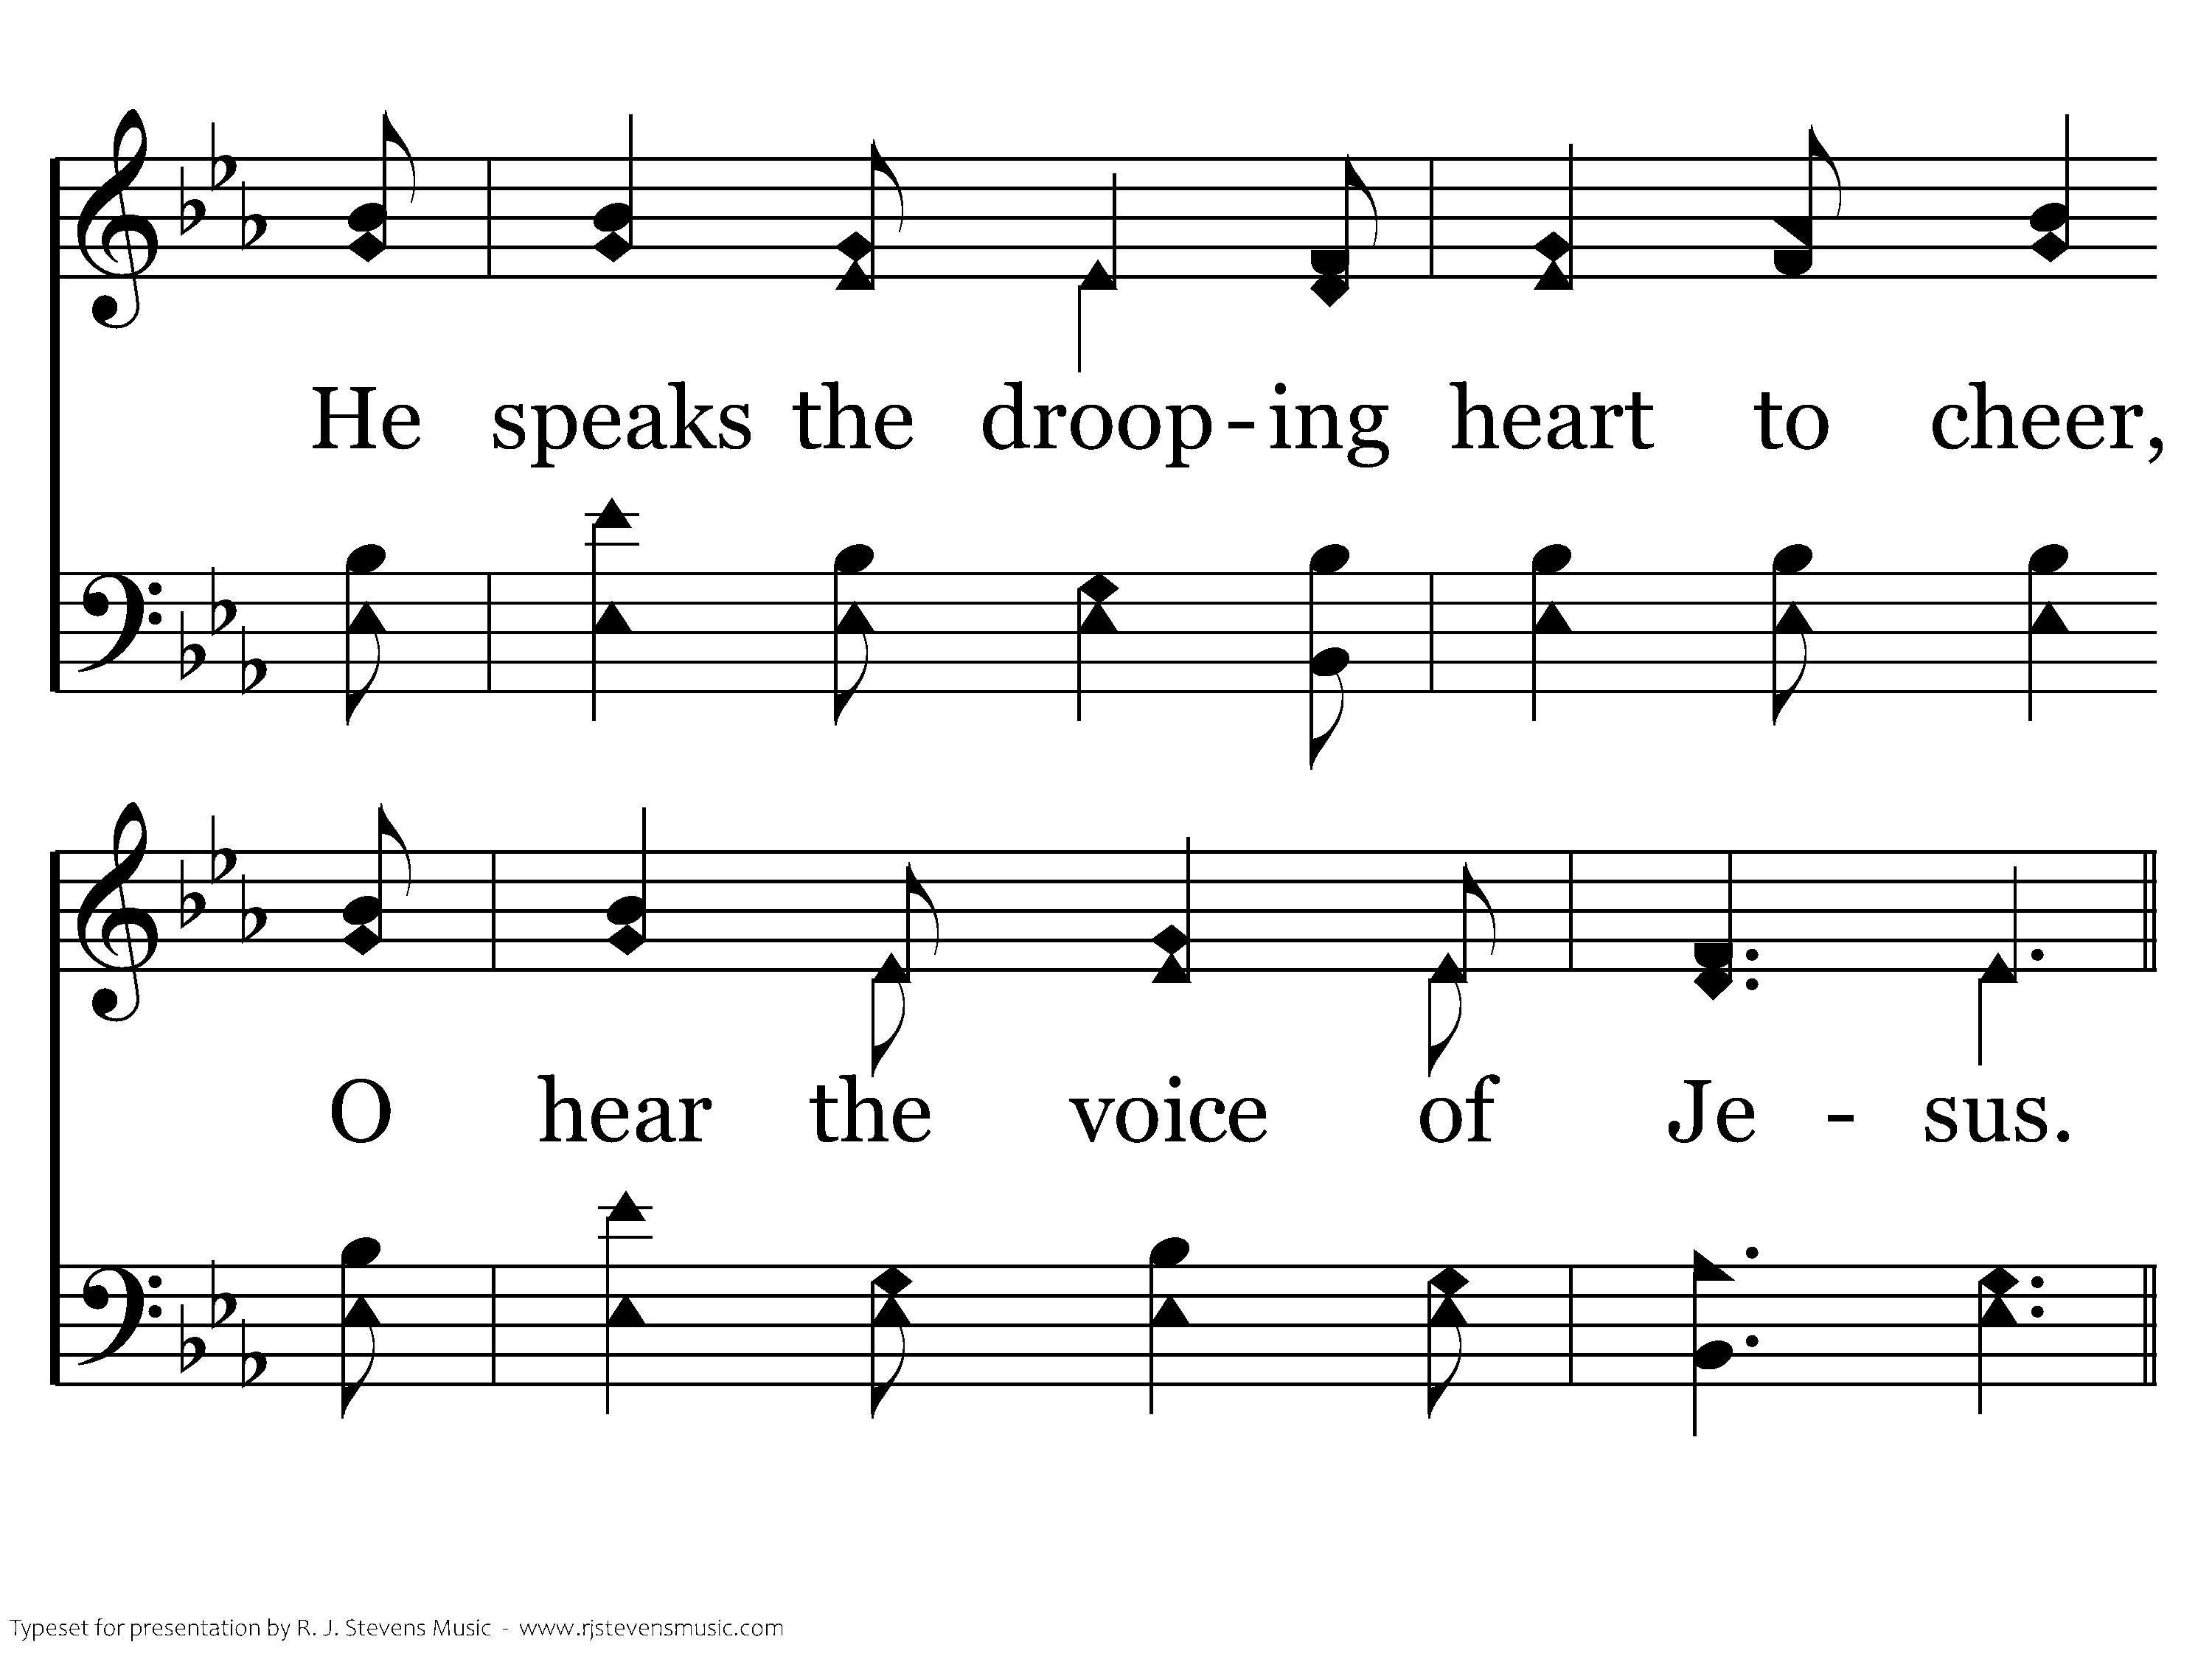 He speaks the droop-ing heart to cheer,
O hear the voice of Je - sus.
Typeset for presentation by R. J. Stevens Music - www.rjstevensmusic.com